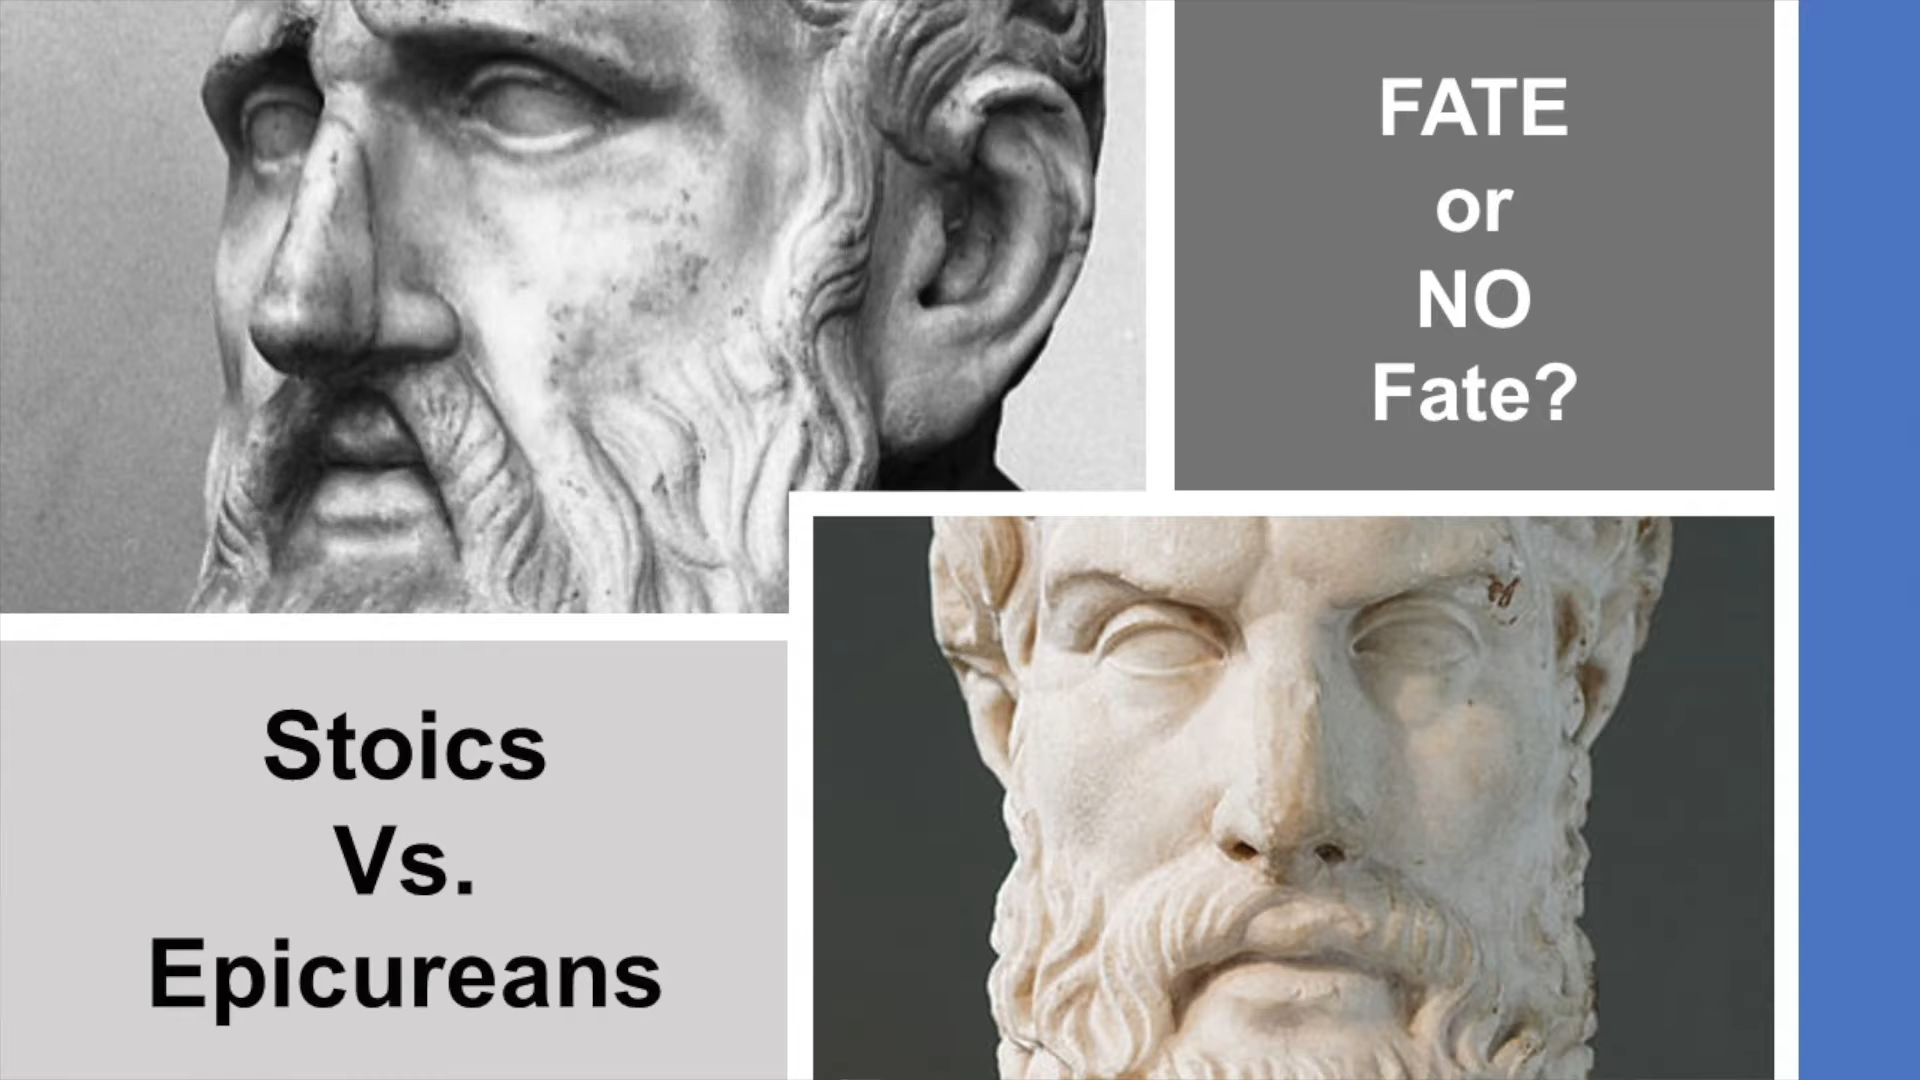 FATE
or
NO
Fate?
Stoics
Vs.
Epicureans